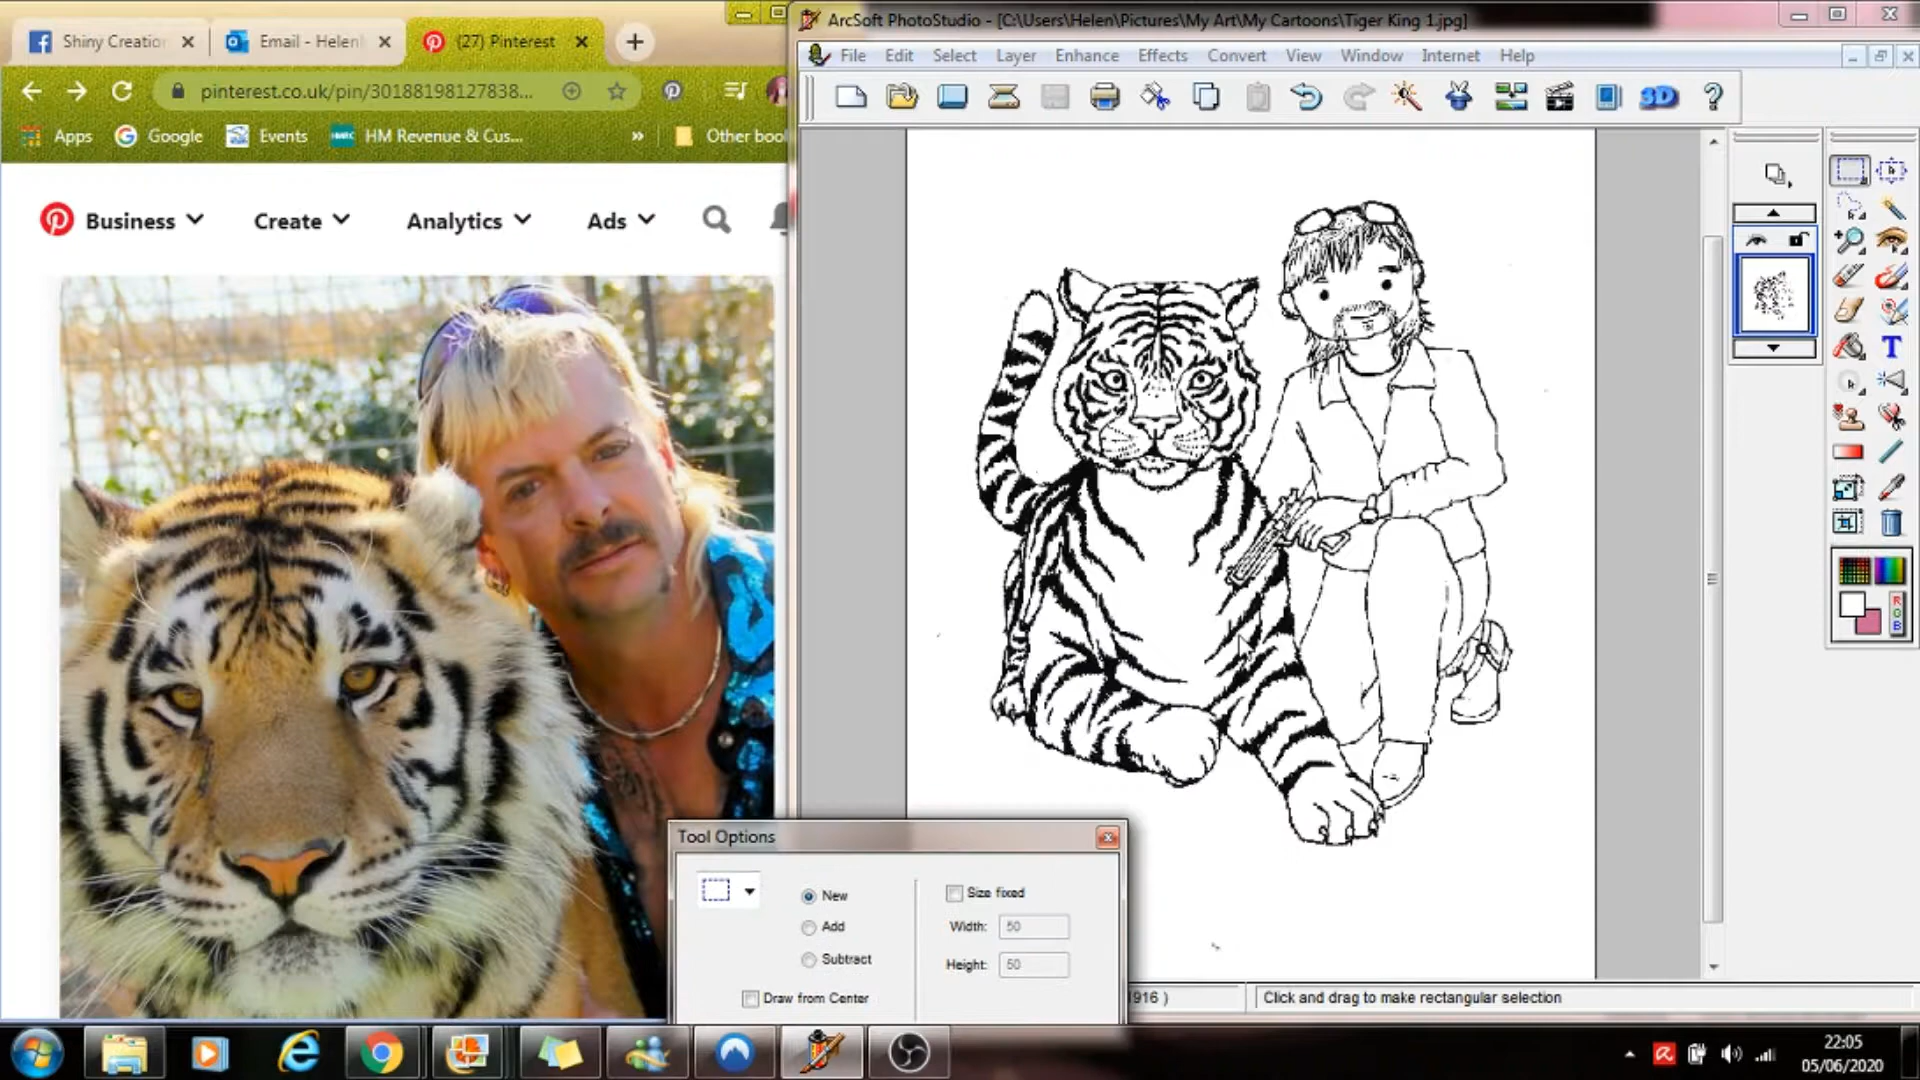 Shiny Creation
Email - Helen
(27) Pinterest
pinterest.co.uk/pin/30188198127838...
Apps
Google
Events
HM Revenue & Cus...
»
Other boo
Business
Create
Analytics
Ads
ArcSoft PhotoStudio - [C:\Users\Helen\Pictures\My Art\My Cartoons\Tiger King 1.jpg]
File Edit Select Layer Enhance Effects Convert View Window Internet Help
3D
?
T
R
G
B
Tool Options
New
Add
Subtract
Draw from Center
Size fixed
Width: 50
Height: 50
1916 )
Click and drag to make rectangular selection
22:05
05/06/2020